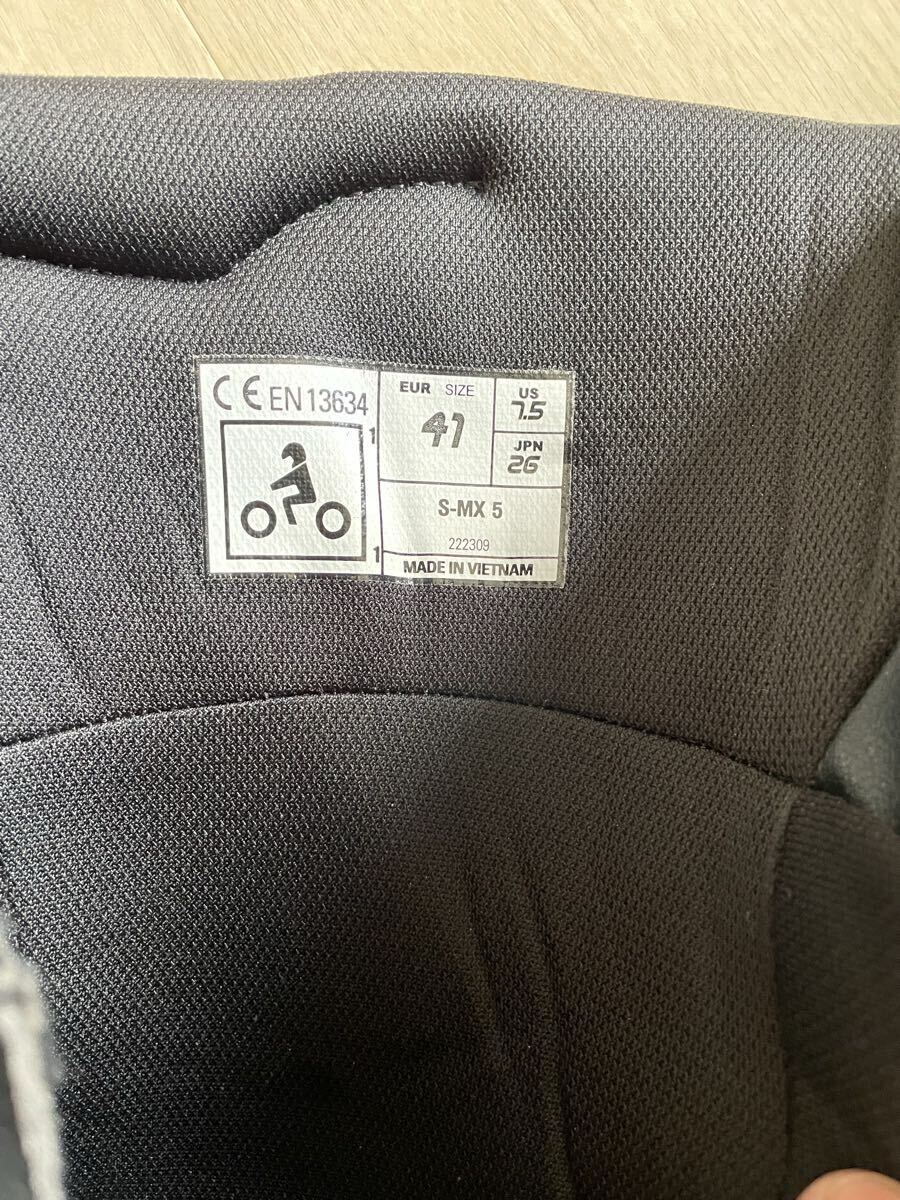 CE EN 13634
1
1
EUR SIZE
41
US
7.5
JPN
26
S-MX 5
222309
MADE IN VIETNAM